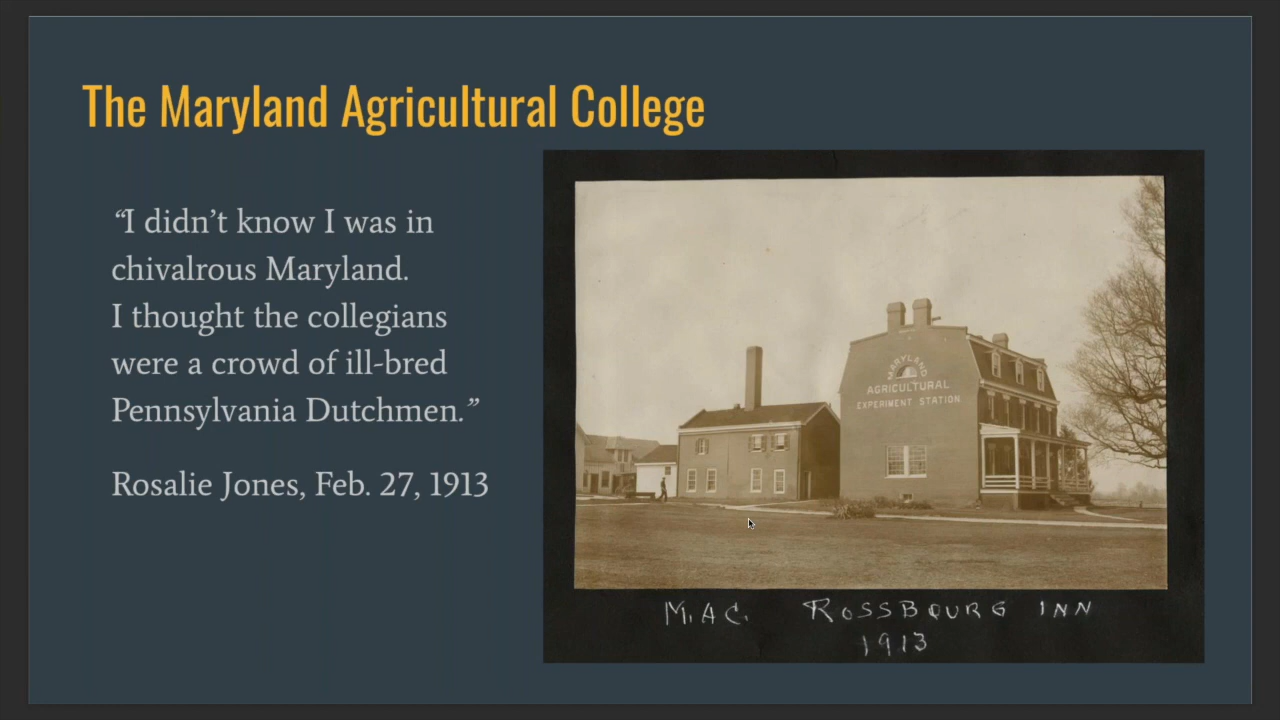 The Maryland Agricultural College
“I didn’t know I was in
chivalrous Maryland.
I thought the collegians
were a crowd of ill-bred
Pennsylvania Dutchmen.”
Rosalie Jones, Feb. 27, 1913
MARYLAND
AGRICULTURAL
EXPERIMENT STATION
M.A.C. ROSSBOURG INN
1913